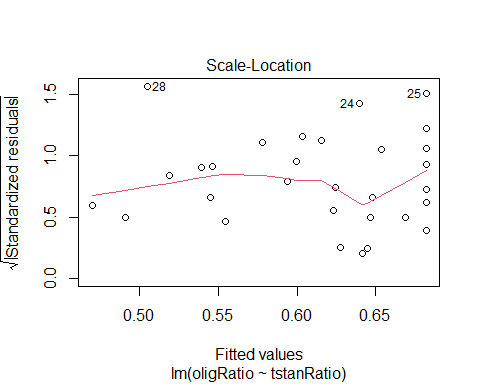 Scale-Location
√|Standardized residuals|
0.0 0.5 1.0 1.5
28
24
25
0.50 0.55 0.60 0.65
Fitted values
lm(oligRatio ~ tstanRatio)